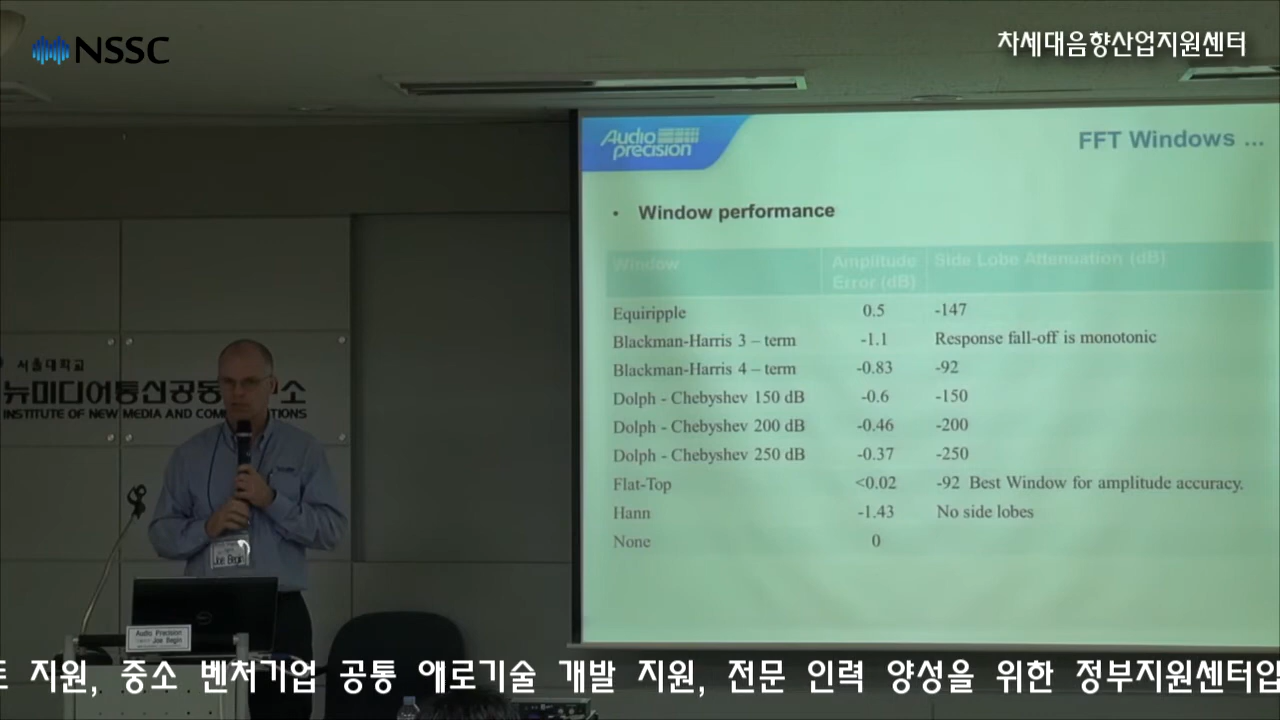 NSSC
차세대음향산업지원센터
Audio precision
FFT Windows ...
• Window performance
Window Amplitude Error (dB) Side Lobe Attenuation (dB)
Equiripple 0.5 -147
Blackman-Harris 3 – term -1.1 Response fall-off is monotonic
Blackman-Harris 4 – term -0.83 -92
Dolph - Chebyshev 150 dB -0.6 -150
Dolph - Chebyshev 200 dB -0.46 -200
Dolph - Chebyshev 250 dB -0.37 -250
Flat-Top <0.02 -92 Best Window for amplitude accuracy.
Hann -1.43 No side lobes
None 0
서울대학교
뉴미디어통신공동 소
INSTITUTE OF NEW MEDIA AND
Joe Begin
Audio Precision
Joe Begin
지원, 중소 벤처기업 공통 애로기술 개발 지원, 전문 인력 양성을 위한 정부지원센터입